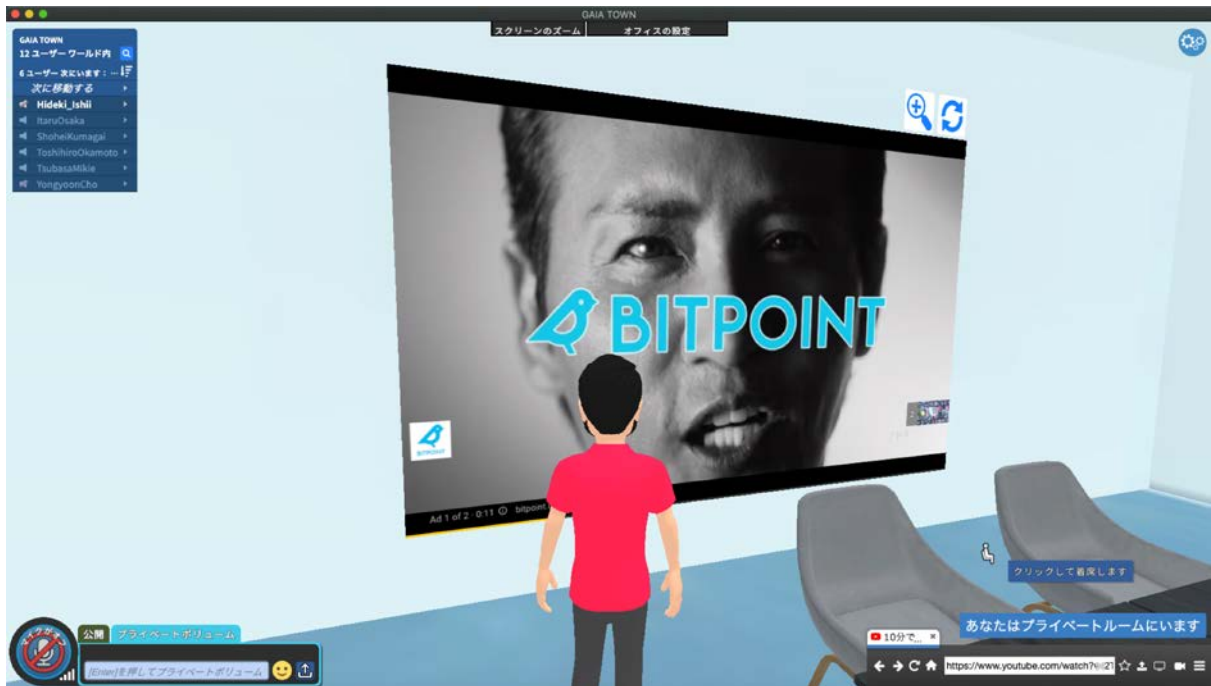 GAIA TOWN
スクリーンのズーム
オフィスの設定
GAIA TOWN
12 ユーザー ワールド内
6 ユーザー 次にいます: ...
次に移動する
Hideki_Ishii
ItaruOsaka
ShoheiKumagai
ToshihiroOkamoto
TsubasaMikie
YongyoonCho
BITPOINT
BITPOINT
Ad 1 of 2 · 0:11 bitpoint.
クリックして着席します
あなたはプライベートルームにいます
マイクがオフ
公開
プライベートボリューム
[Enter]を押してプライベートボリューム
10分で...
https://www.youtube.com/watch?v